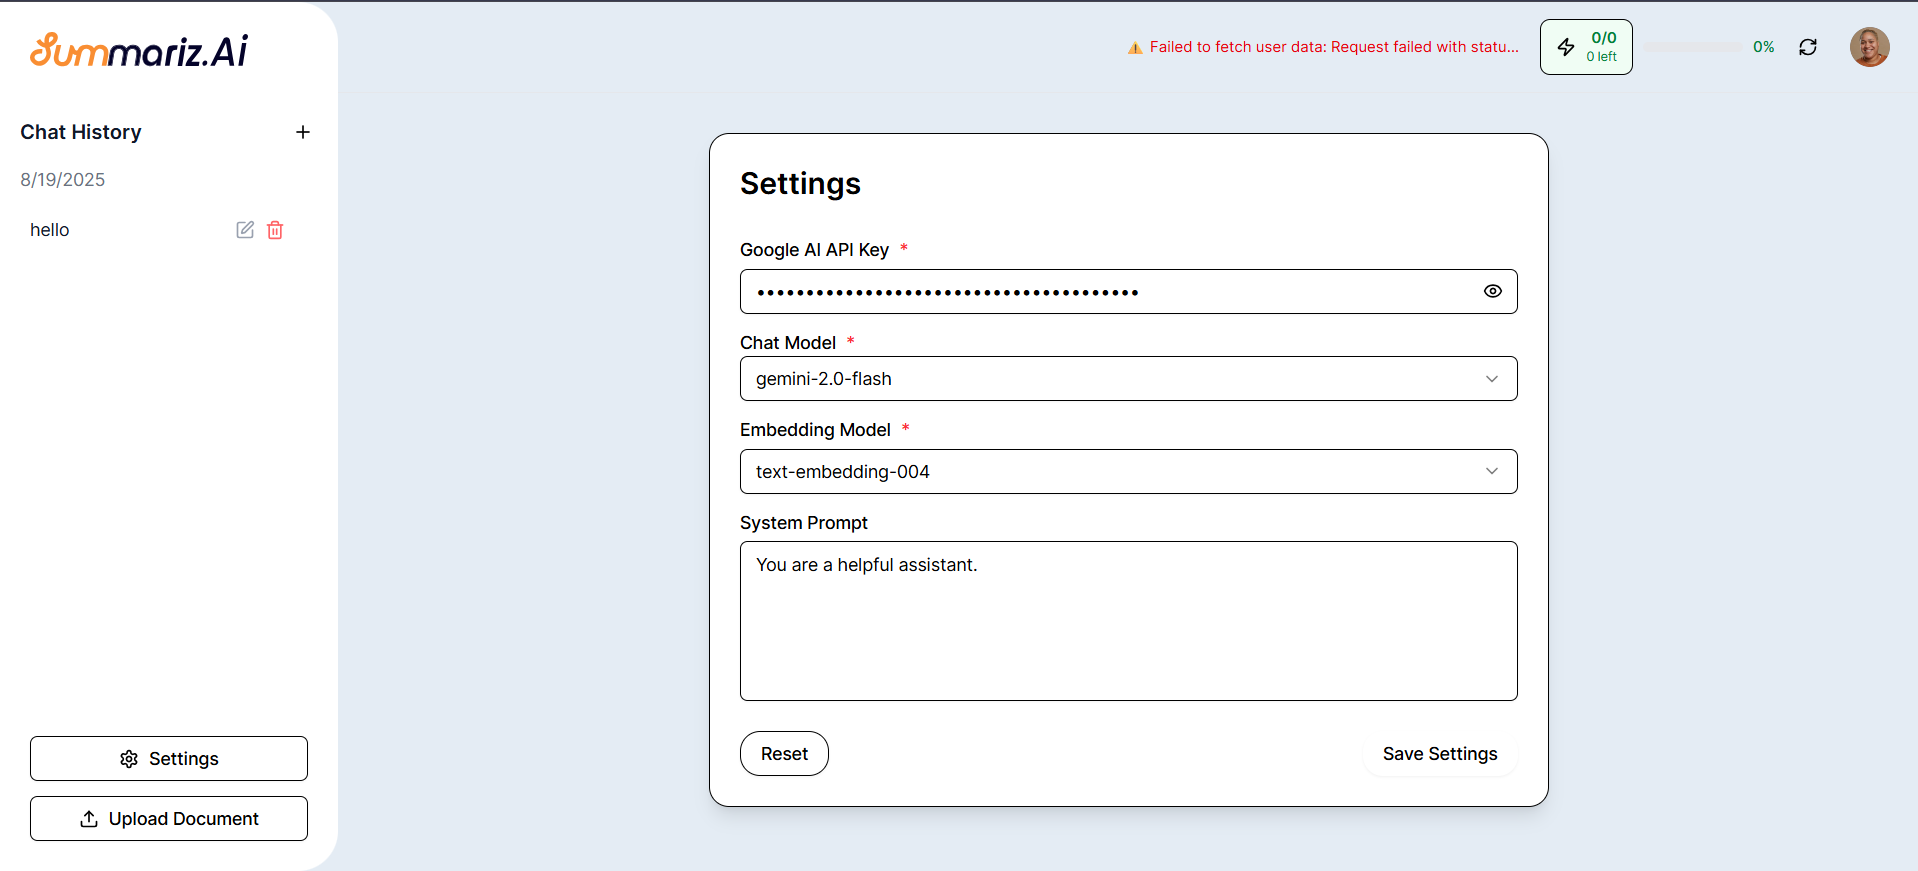 Summariz.Ai
Chat History
8/19/2025
hello
Settings
Upload Document
Failed to fetch user data: Request failed with statu...
0/0
0 left
0%
Settings
Google AI API Key *
Chat Model *
gemini-2.0-flash
Embedding Model *
text-embedding-004
System Prompt
You are a helpful assistant.
Reset
Save Settings